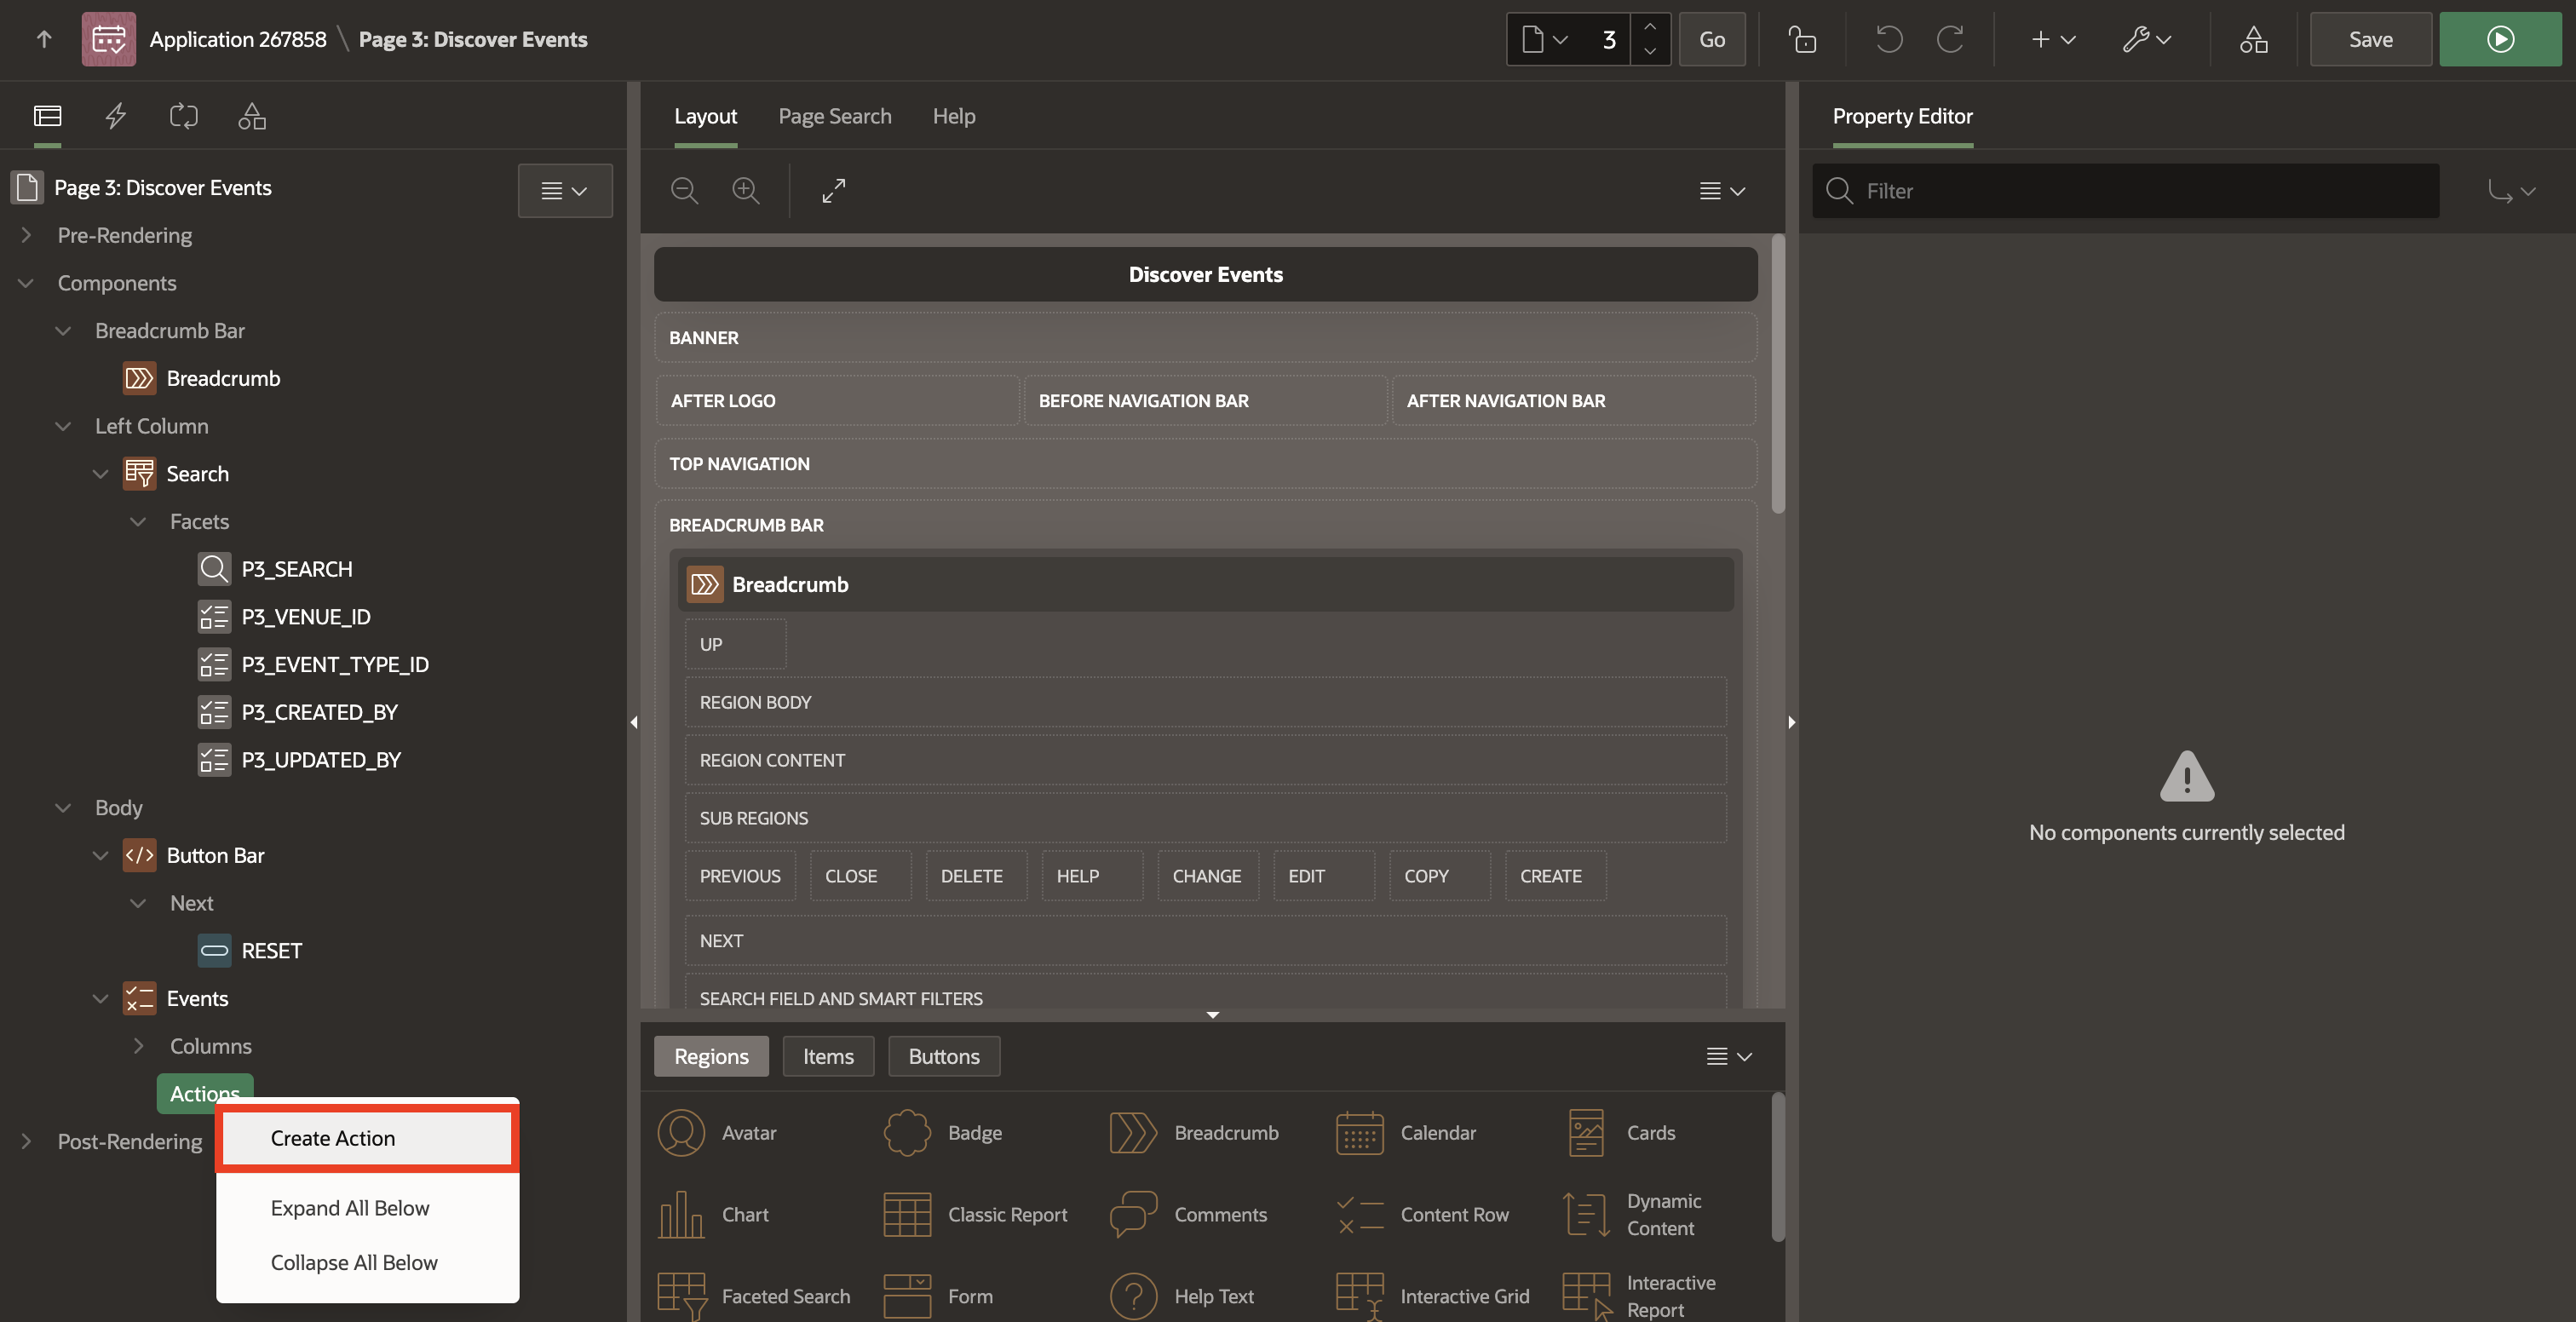 Application 267858 \ Page 3: Discover Events
3
Go
Save
Layout
Page Search
Help
Property Editor
Page 3: Discover Events
Filter
Pre-Rendering
Components
Breadcrumb Bar
Breadcrumb
Left Column
Search
Facets
P3_SEARCH
P3_VENUE_ID
P3_EVENT_TYPE_ID
P3_CREATED_BY
P3_UPDATED_BY
Body
Button Bar
Next
RESET
Events
Columns
Actions
Post-Rendering
Create Action
Expand All Below
Collapse All Below
Discover Events
BANNER
AFTER LOGO
BEFORE NAVIGATION BAR
AFTER NAVIGATION BAR
TOP NAVIGATION
BREADCRUMB BAR
Breadcrumb
UP
REGION BODY
REGION CONTENT
SUB REGIONS
PREVIOUS
CLOSE
DELETE
HELP
CHANGE
EDIT
COPY
CREATE
NEXT
SEARCH FIELD AND SMART FILTERS
Regions
Items
Buttons
Avatar
Badge
Breadcrumb
Calendar
Cards
Chart
Classic Report
Comments
Content Row
Dynamic
Content
Faceted Search
Form
Help Text
Interactive Grid
Interactive
Report
No components currently selected